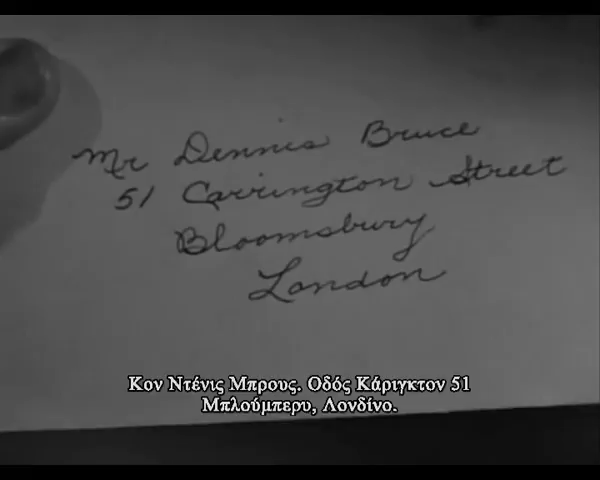 Mr Dennis Bruce
51 Carrington Street
Bloomsbury
London
Κον Ντένις Μπρους. Οδός Κάριγκτον 51
Μπλούμπερυ, Λονδίνο.